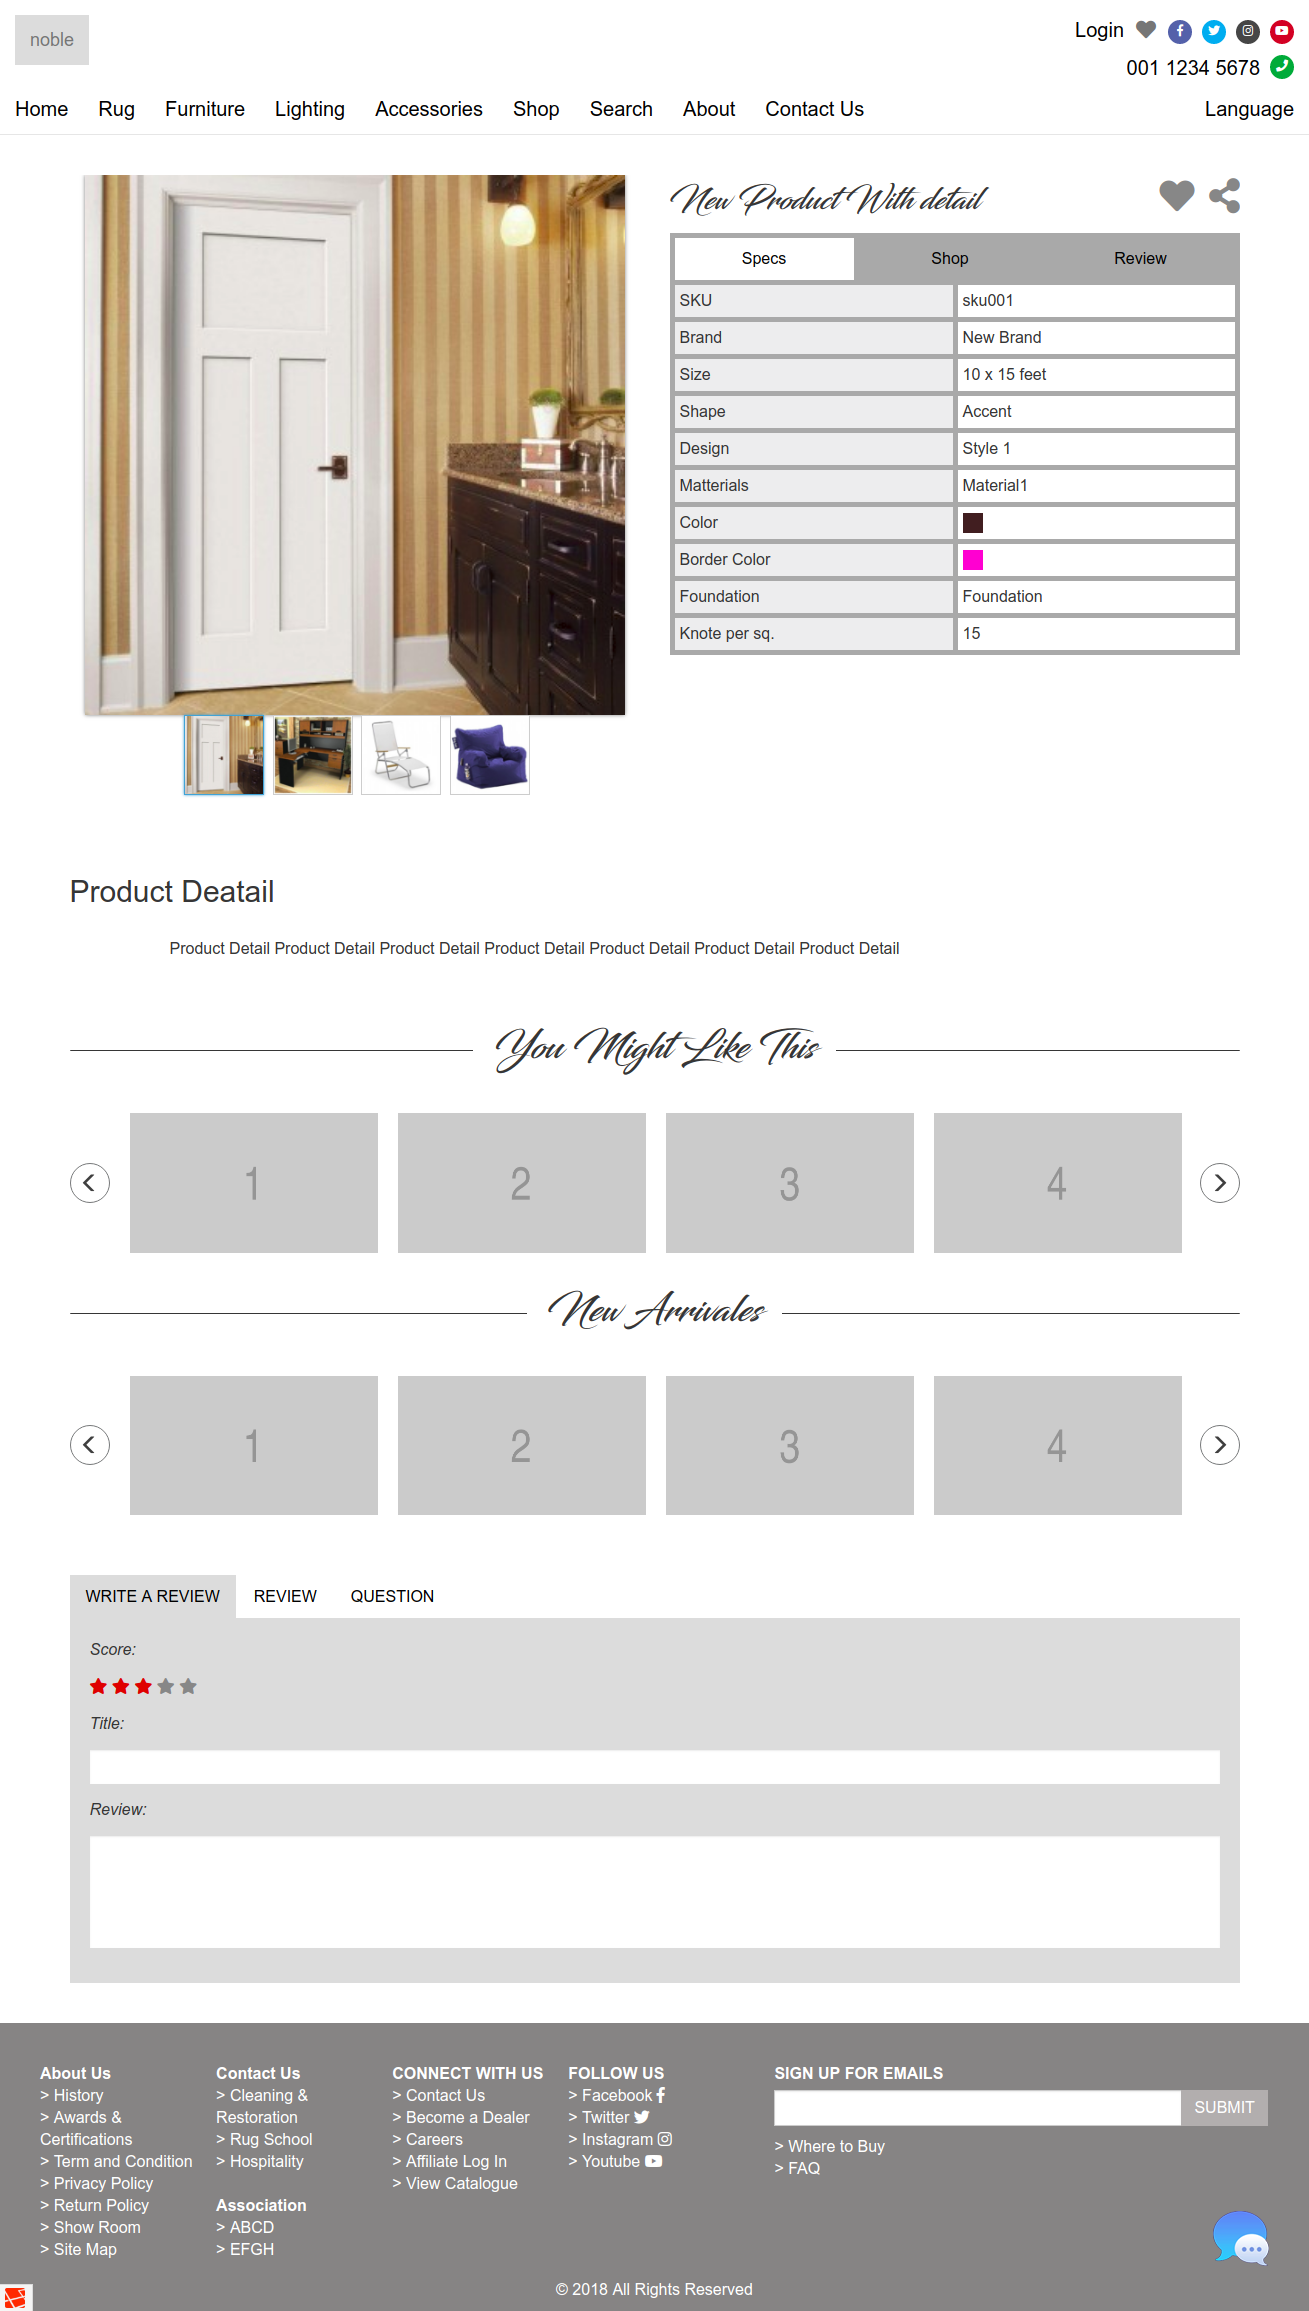 noble
Login
001 1234 5678
Home Rug Furniture Lighting Accessories Shop Search About Contact Us Language
New Product With detail
Specs Shop Review
SKU sku001
Brand New Brand
Size 10 x 15 feet
Shape Accent
Design Style 1
Matterials Material1
Color
Border Color
Foundation Foundation
Knote per sq. 15
Product Deatail
Product Detail Product Detail Product Detail Product Detail Product Detail Product Detail Product Detail
You Might Like This
1 2 3 4
New Arrivales
1 2 3 4
WRITE A REVIEW REVIEW QUESTION
Score:
Title:
Review:
About Us
> History
> Awards &
Certifications
> Term and Condition
> Privacy Policy
> Return Policy
> Show Room
> Site Map
Contact Us
> Cleaning &
Restoration
> Rug School
> Hospitality
Association
> ABCD
> EFGH
CONNECT WITH US
> Contact Us
> Become a Dealer
> Careers
> Affiliate Log In
> View Catalogue
FOLLOW US
> Facebook
> Twitter
> Instagram
> Youtube
SIGN UP FOR EMAILS
SUBMIT
> Where to Buy
> FAQ
© 2018 All Rights Reserved